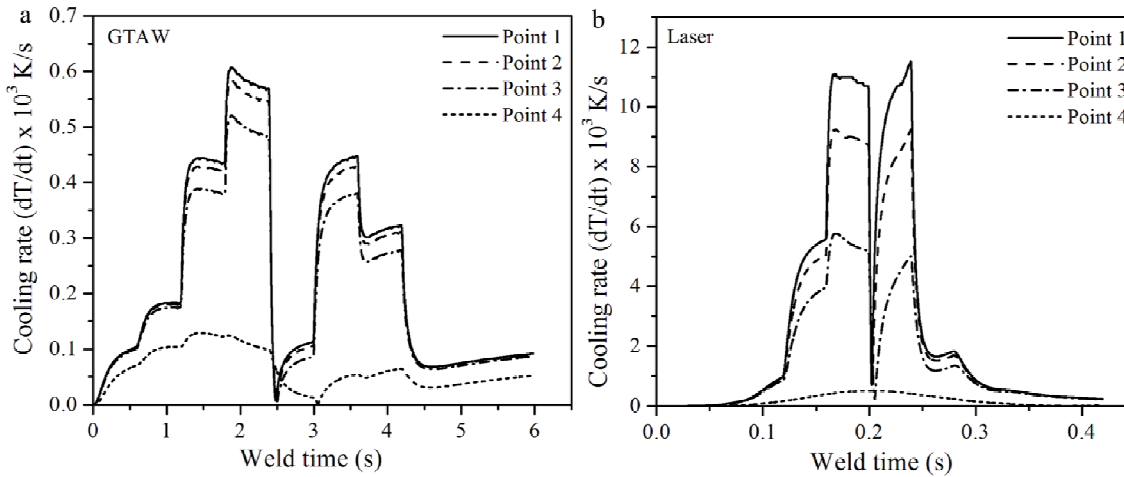 a
GTAW
Point 1
Point 2
Point 3
Point 4
0.7
0.6
0.5
0.4
0.3
0.2
0.1
0.0
Cooling rate (dT/dt) x 10³ K/s
0 1 2 3 4 5 6
Weld time (s)
b
Laser
Point 1
Point 2
Point 3
Point 4
12
10
8
6
4
2
0
Cooling rate (dT/dt) x 10³ K/s
0.0 0.1 0.2 0.3 0.4
Weld time (s)